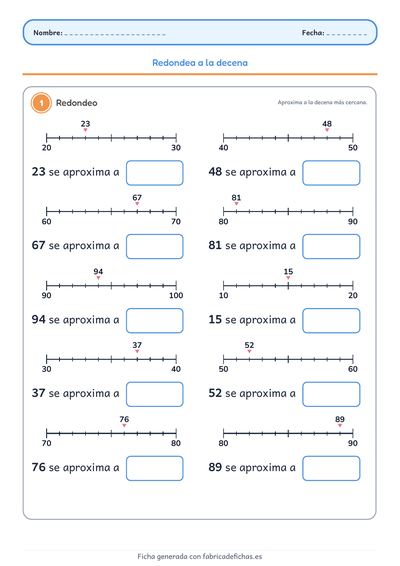 Nombre: Fecha:
Redondea a la decena
1 Redondeo Aproxima a la decena más cercana.
23 48
20 30 40 50
23 se aproxima a 48 se aproxima a
67 81
60 70 80 90
67 se aproxima a 81 se aproxima a
94 15
90 100 10 20
94 se aproxima a 15 se aproxima a
37 52
30 40 50 60
37 se aproxima a 52 se aproxima a
76 89
70 80 80 90
76 se aproxima a 89 se aproxima a
Ficha generada con fabricadefichas.es